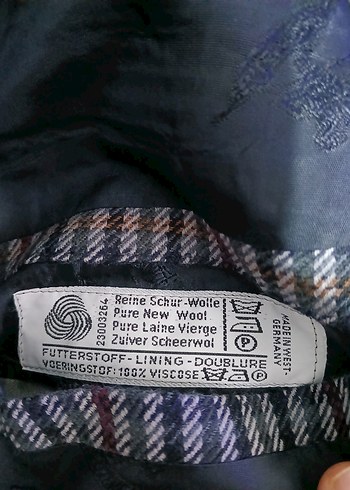 23003264
Reine Schur-Wolle
Pure New Wool
Pure Laine Vierge
Zuiver Scheerwol
P
MADE IN WEST-
GERMANY
FUTTERSTOFF-LINING-DOUBLURE
VOERINGSTOF: 100% VISCOSE
P